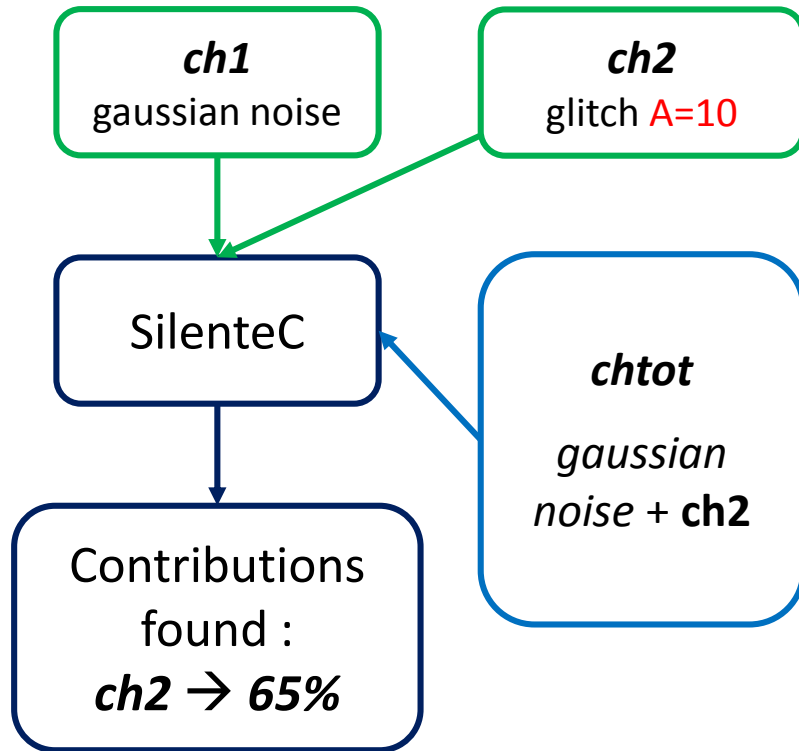 ch1
gaussian noise
ch2
glitch A=10
SilenteC
chtot
gaussian
noise + ch2
Contributions
found :
ch2 → 65%